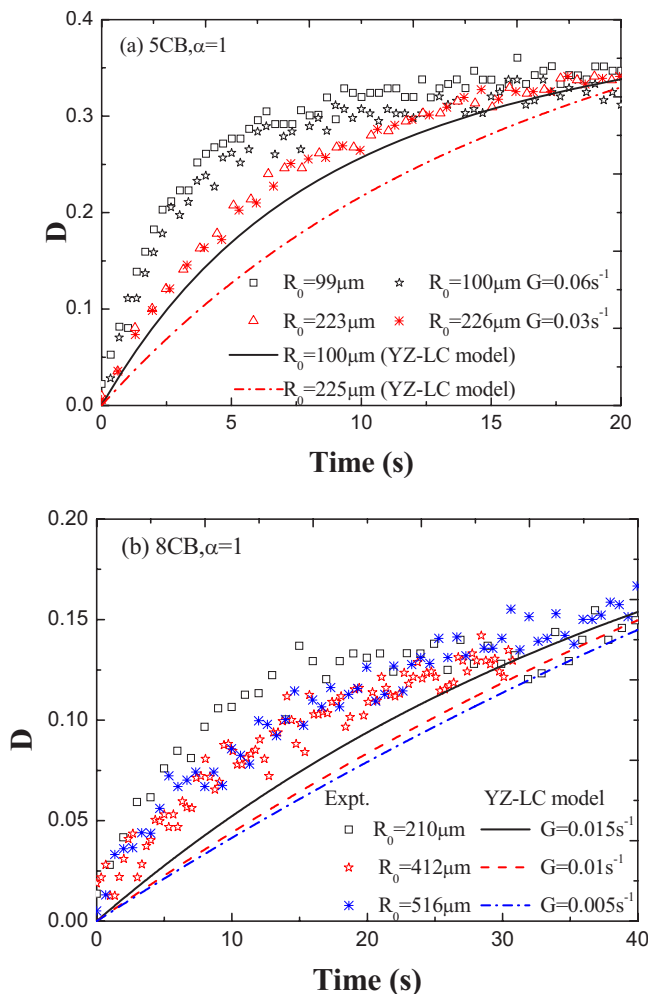 (a) 5CB,α=1
0.4
0.3
0.2
0.1
0.0
D
R₀=99μm R₀=100μm G=0.06s⁻¹
R₀=223μm R₀=226μm G=0.03s⁻¹
R₀=100μm (YZ-LC model)
R₀=225μm (YZ-LC model)
0 5 10 15 20
Time (s)
(b) 8CB,α=1
0.20
0.15
0.10
0.05
0.00
D
Expt. YZ-LC model
R₀=210μm G=0.015s⁻¹
R₀=412μm G=0.01s⁻¹
R₀=516μm G=0.005s⁻¹
0 10 20 30 40
Time (s)